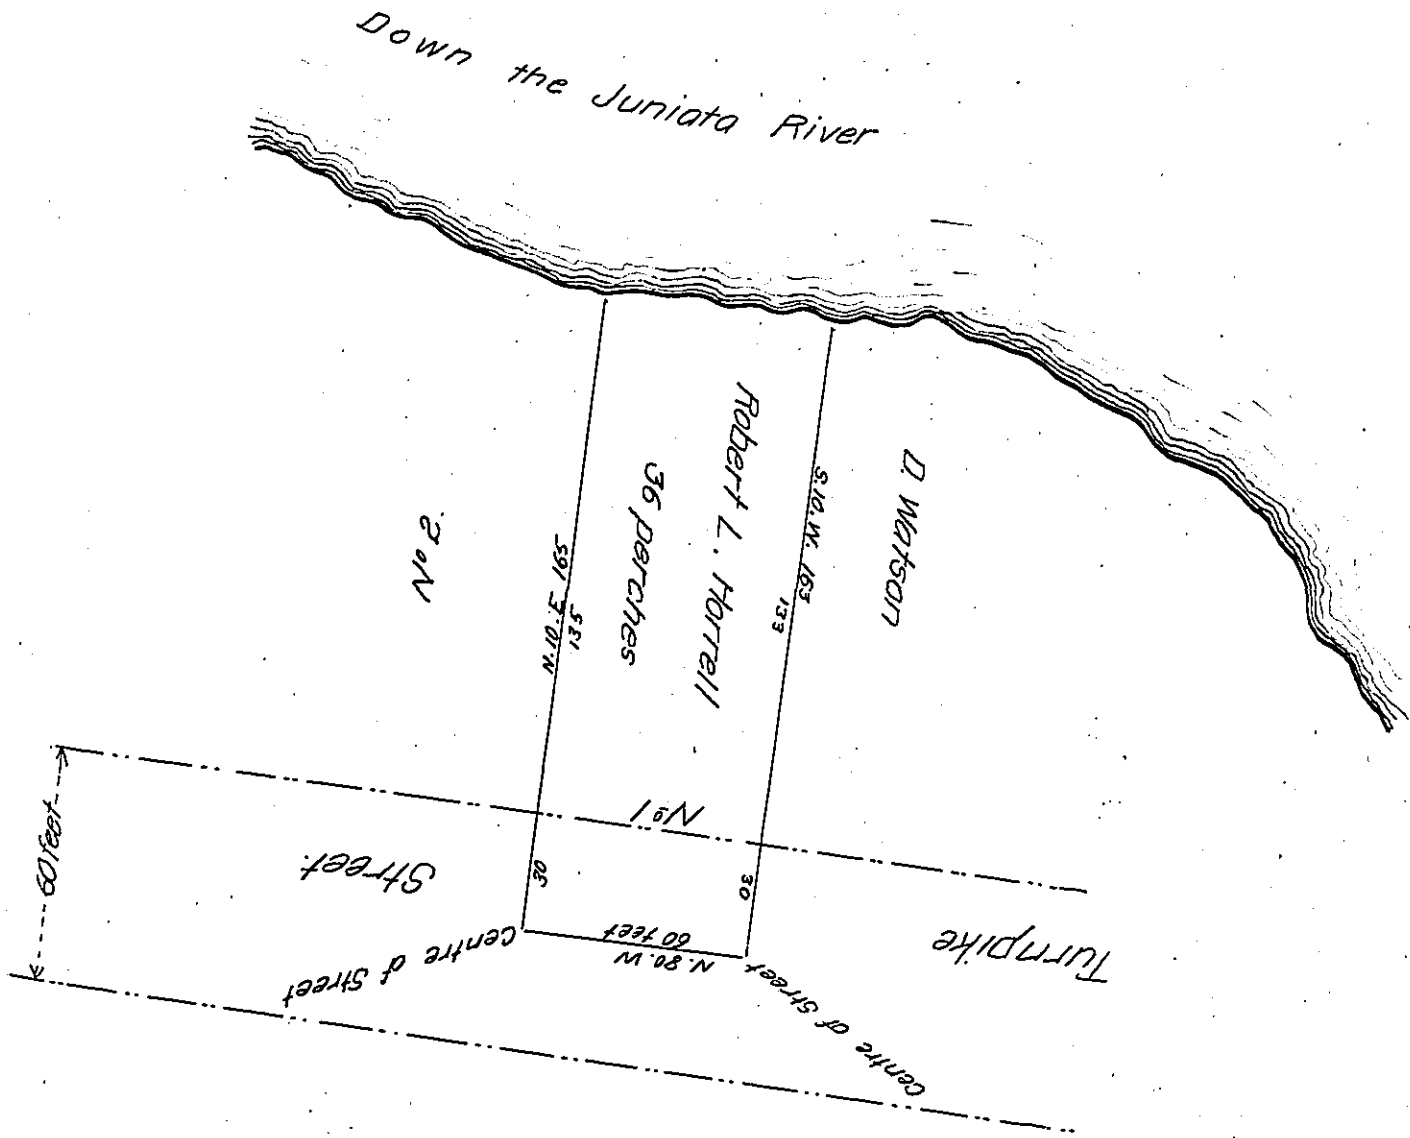 Down the Juniata River
Robert L. Horrell
36 perches
S.10.W. 163
133
D. Watson
Nº 2.
N.10.E 165
135
Nº 1
60 feet
Street.
30
30
60 feet
N.80.W
Turnpike
Centre of Street
Centre of Street